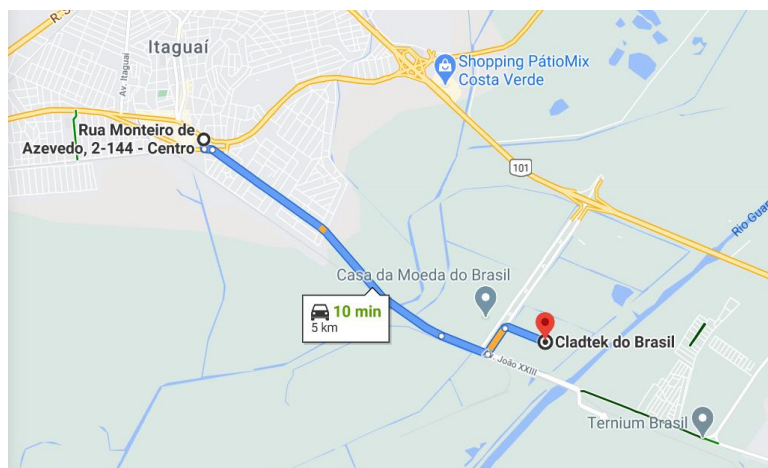 R. S
Itaguaí
Av. Itaguaí
Shopping PátioMix
Costa Verde
Rua Monteiro de
Azevedo, 2-144 - Centro
101
Rio Guan
Casa da Moeda do Brasil
10 min
5 km
Cladtek do Brasil
. João XXIII
Ternium Brasil